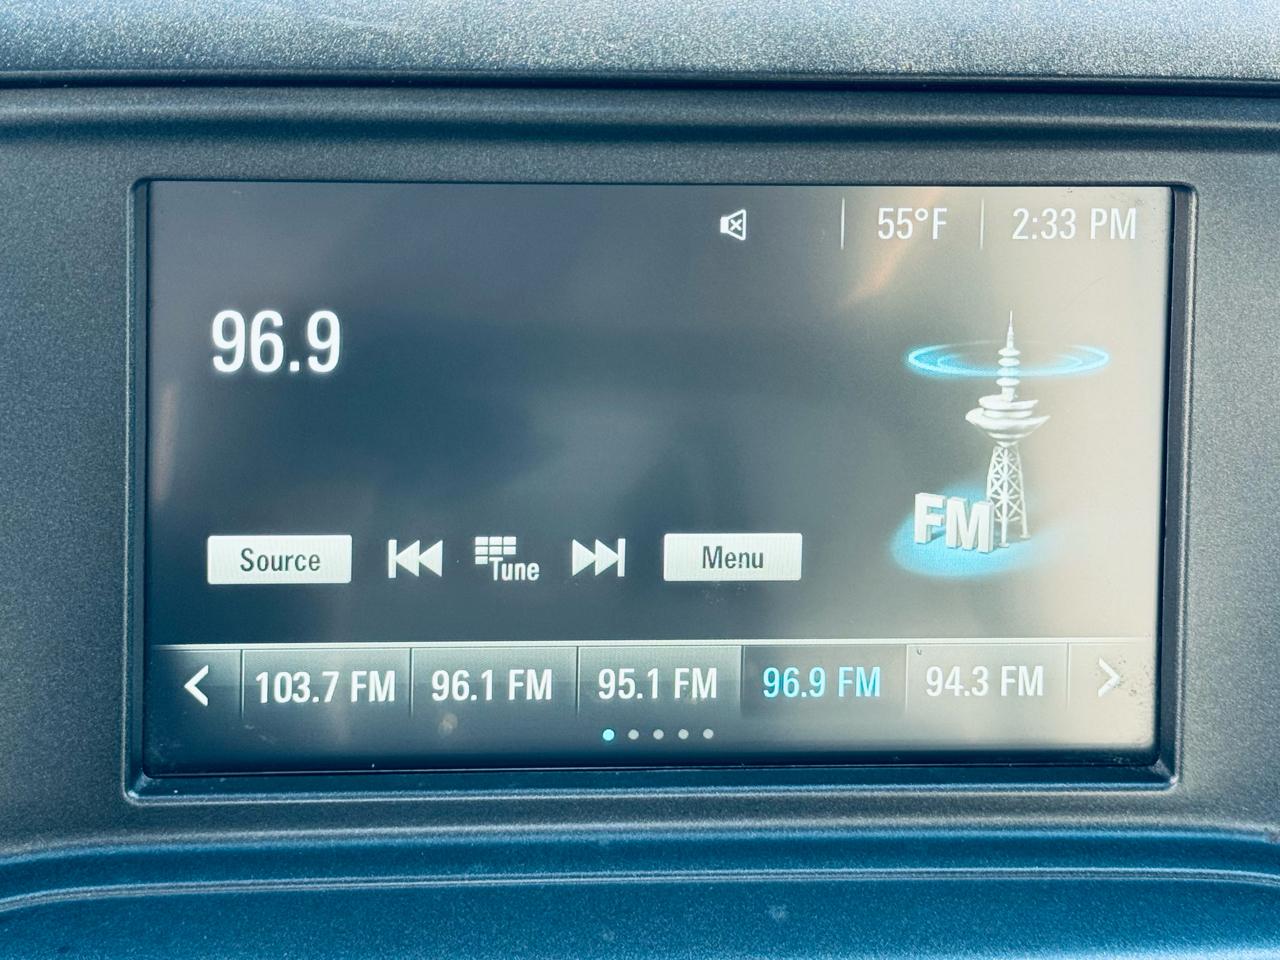 55°F 2:33 PM
96.9
FM
Source Tune Menu
103.7 FM 96.1 FM 95.1 FM 96.9 FM 94.3 FM